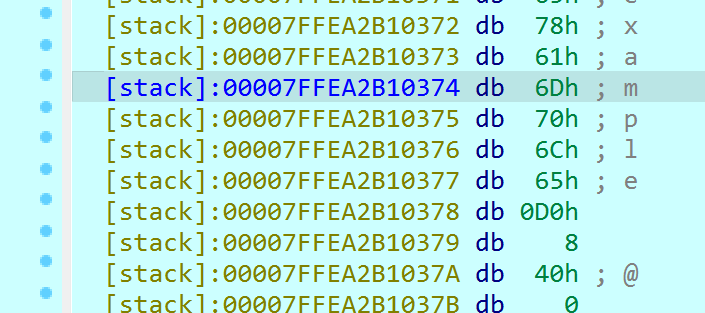 [stack]:00007FFEA2B10372 db 78h ; x
[stack]:00007FFEA2B10373 db 61h ; a
[stack]:00007FFEA2B10374 db 6Dh ; m
[stack]:00007FFEA2B10375 db 70h ; p
[stack]:00007FFEA2B10376 db 6Ch ; l
[stack]:00007FFEA2B10377 db 65h ; e
[stack]:00007FFEA2B10378 db 0D0h
[stack]:00007FFEA2B10379 db 8
[stack]:00007FFEA2B1037A db 40h ; @
[stack]:00007FFEA2B1037B db 0